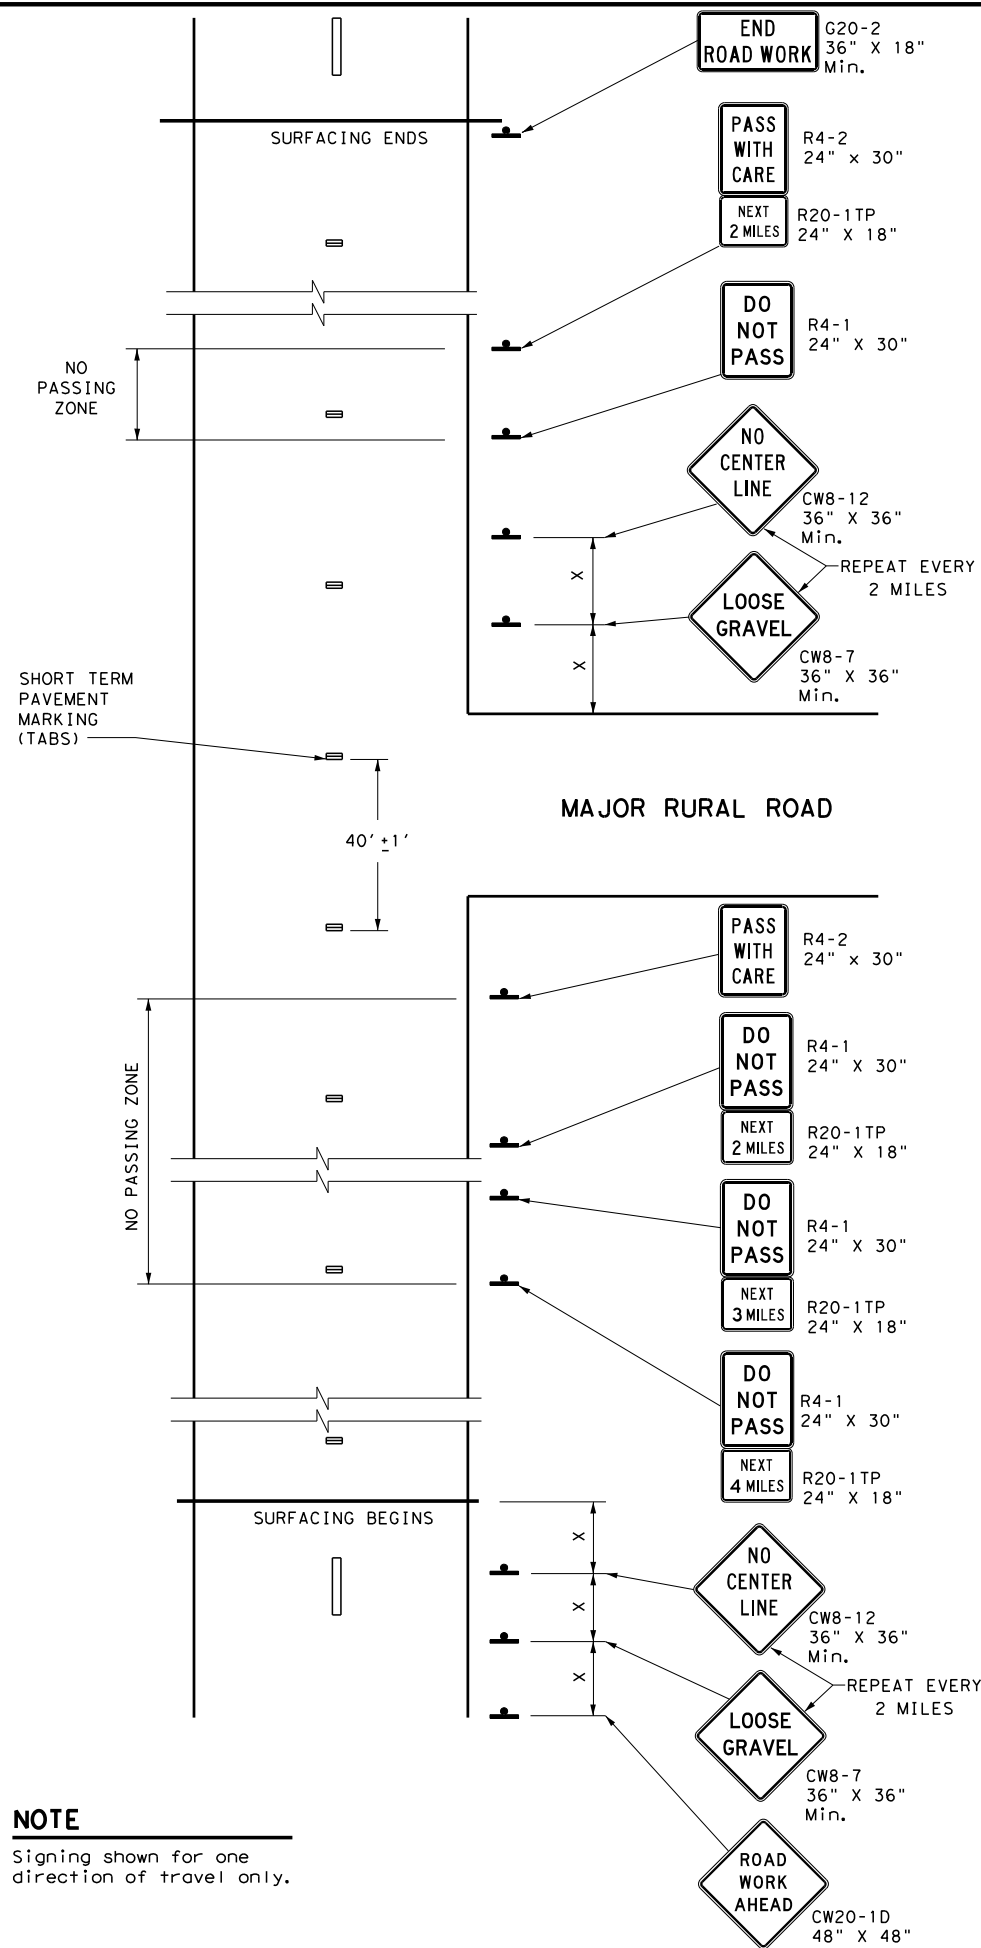 END
ROAD WORK
G20-2
36" X 18"
Min.
SURFACING ENDS
PASS
WITH
CARE
R4-2
24" x 30"
NEXT
2 MILES
R20-1TP
24" X 18"
DO
NOT
PASS
R4-1
24" X 30"
NO
PASSING
ZONE
NO
CENTER
LINE
CW8-12
36" X 36"
Min.
X
REPEAT EVERY
2 MILES
LOOSE
GRAVEL
CW8-7
36" X 36"
Min.
X
SHORT TERM
PAVEMENT
MARKING
(TABS)
MAJOR RURAL ROAD
40' ±1'
PASS
WITH
CARE
R4-2
24" x 30"
DO
NOT
PASS
R4-1
24" X 30"
NEXT
2 MILES
R20-1TP
24" X 18"
NO PASSING ZONE
DO
NOT
PASS
R4-1
24" X 30"
NEXT
3 MILES
R20-1TP
24" X 18"
DO
NOT
PASS
R4-1
24" X 30"
NEXT
4 MILES
R20-1TP
24" X 18"
SURFACING BEGINS
X
NO
CENTER
LINE
CW8-12
36" X 36"
Min.
X
REPEAT EVERY
2 MILES
X
LOOSE
GRAVEL
CW8-7
36" X 36"
Min.
NOTE
Signing shown for one
direction of travel only.
ROAD
WORK
AHEAD
CW20-1D
48" X 48"